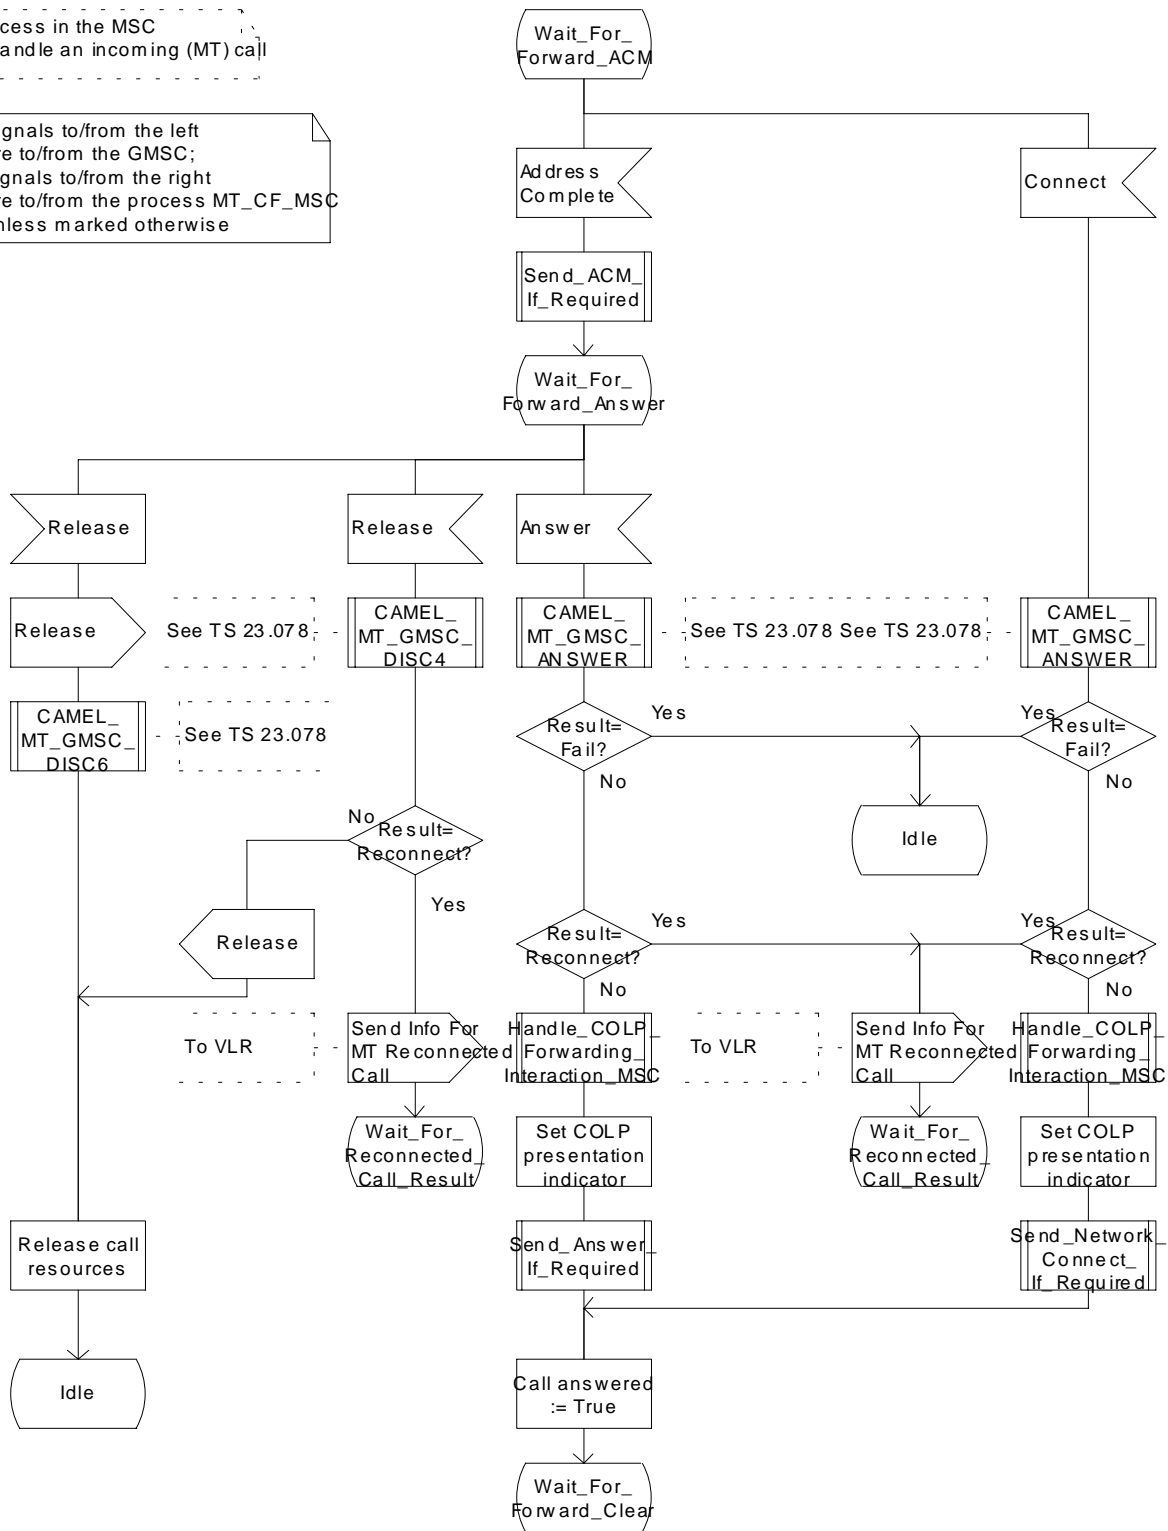 cess in the MSC
andle an incoming (MT) call
gnals to/from the left
re to/from the GMSC;
gnals to/from the right
re to/from the process MT_CF_MSC
nless marked otherwise
Wait_For_
Forward_ACM
Address
Complete
Connect
Send_ACM_
If_Required
Wait_For_
Forward_Answer
Release
Release
Answer
Release
See TS 23.078
CAMEL_
MT_GMSC_
DISC4
CAMEL_
MT_GMSC_
ANSWER
See TS 23.078
See TS 23.078
CAMEL_
MT_GMSC_
ANSWER
CAMEL_
MT_GMSC_
DISC6
See TS 23.078
Result=
Fail?
Yes
No
Yes
Result=
Fail?
No
Idle
No
Result=
Reconnect?
Yes
Release
Result=
Reconnect?
Yes
No
Yes
Result=
Reconnect?
No
To VLR
Send Info For
MT Reconnected
Call
Handle_COLP_
Forwarding_
Interaction_MSC
To VLR
Send Info For
MT Reconnected
Call
Handle_COLP_
Forwarding_
Interaction_MSC
Wait_For_
Reconnected_
Call_Result
Set COLP
presentation
indicator
Wait_For_
Reconnected_
Call_Result
Set COLP
presentation
indicator
Release call
resources
Send_Answer_
If_Required
Send_Network_
Connect_
If_Required
Idle
Call answered
:= True
Wait_For_
Forward_Clear